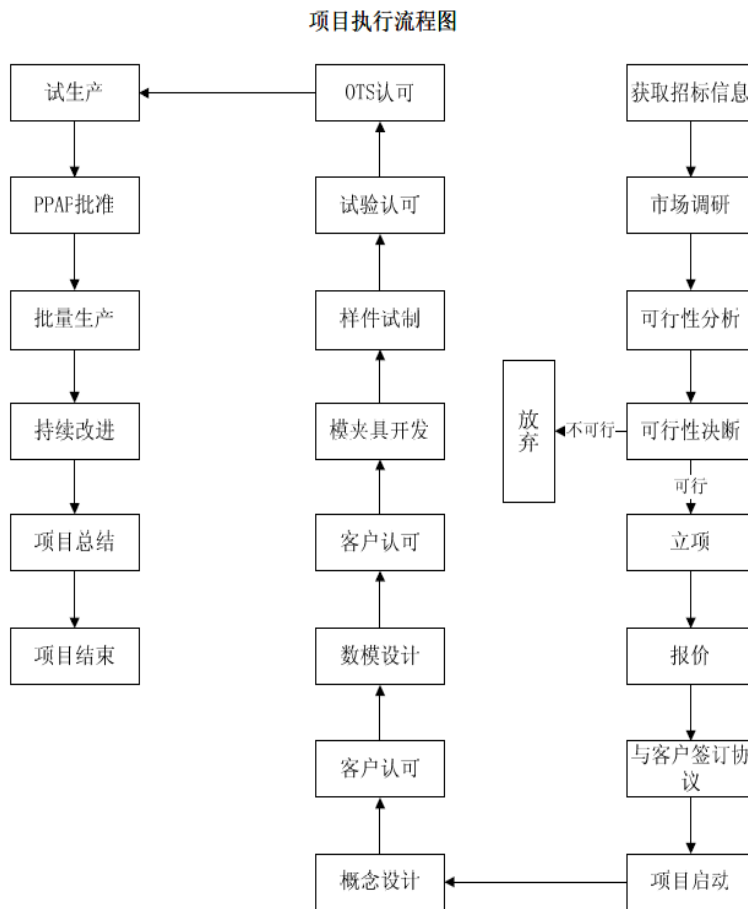 项目执行流程图
试生产
OTS认可
获取招标信息
PPAF批准
试验认可
市场调研
批量生产
样件试制
可行性分析
持续改进
模夹具开发
放
弃
不可行
可行性决断
可行
项目总结
客户认可
立项
项目结束
数模设计
报价
客户认可
与客户签订协
议
概念设计
项目启动